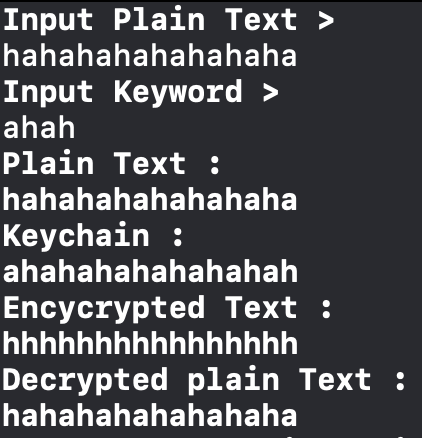 Input Plain Text >
hahahahahahahaha
Input Keyword >
ahah
Plain Text :
hahahahahahahaha
Keychain :
ahahahahahahahah
Encycrypted Text :
hhhhhhhhhhhhhhhh
Decrypted plain Text :
hahahahahahahaha